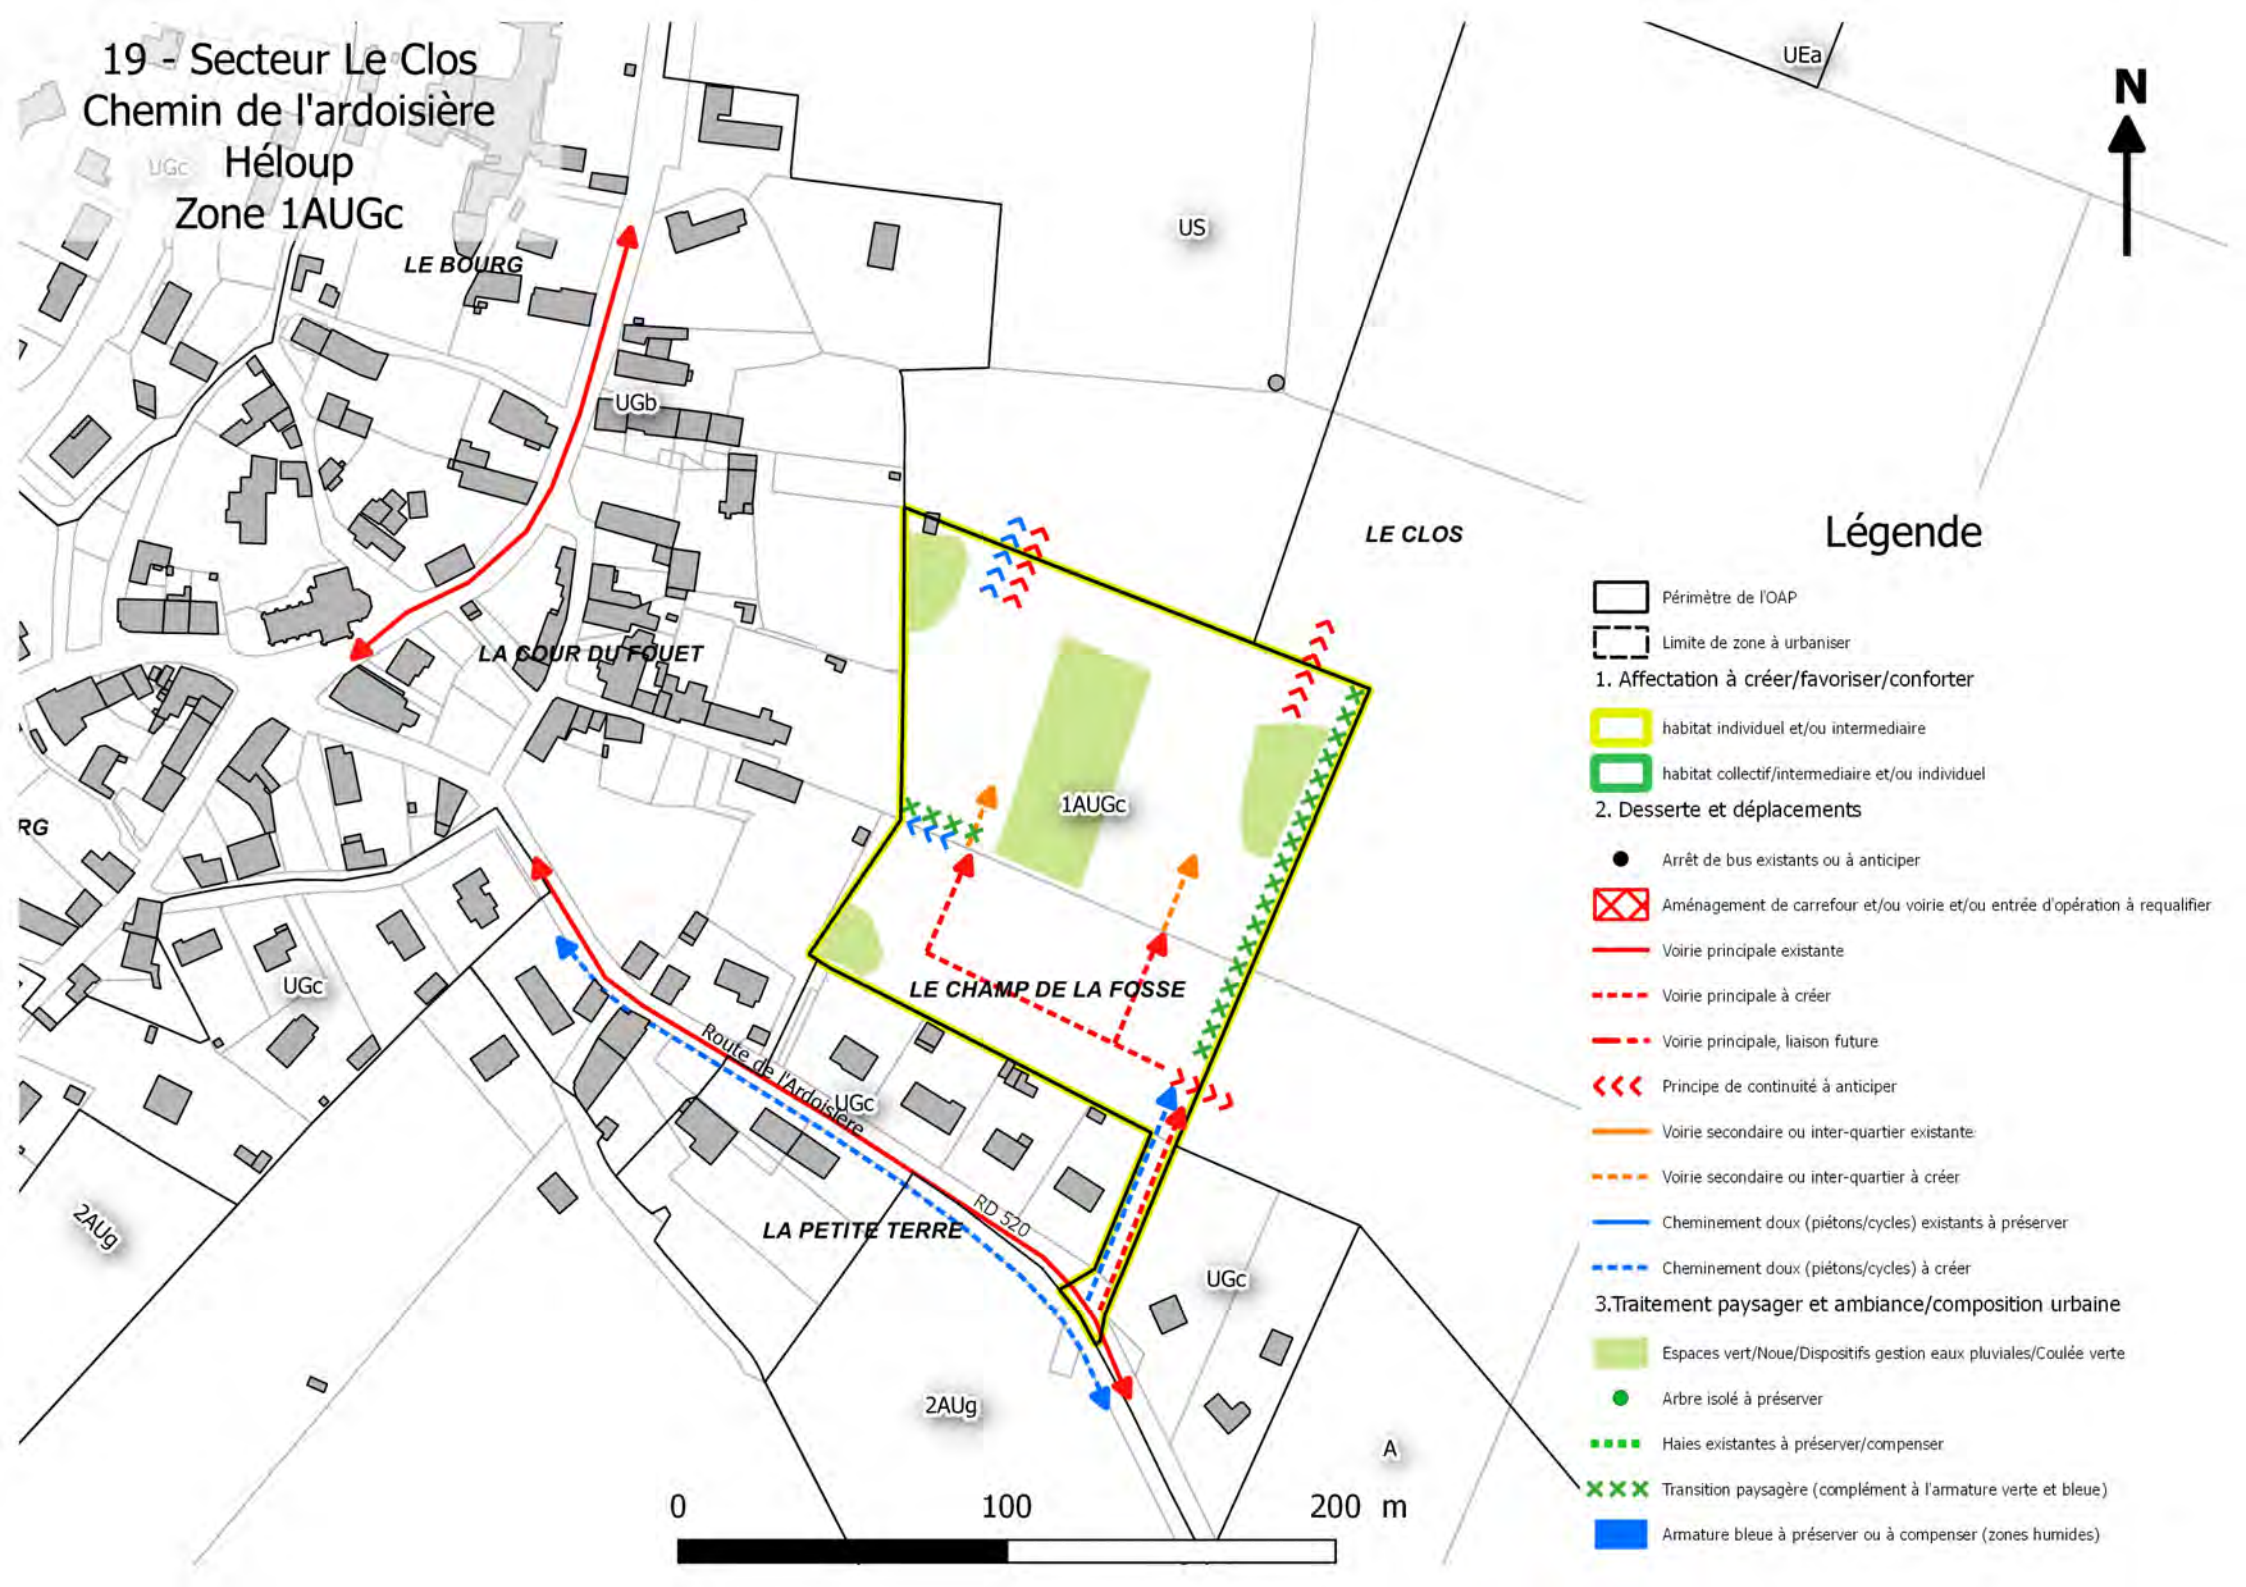 19 - Secteur Le Clos
Chemin de l'ardoisière
Héloup
Zone 1AUGc
UGc
LE BOURG
UEa
N
US
UGb
LE CLOS
LA COUR DU FOUET
1AUGc
RG
UGc
LE CHAMP DE LA FOSSE
Route de l'Ardoisière
UGc
RD 520
2AUg
LA PETITE TERRE
UGc
2AUg
A
0 100 200 m
Légende
Périmètre de l'OAP
Limite de zone à urbaniser
1. Affectation à créer/favoriser/conforter
habitat individuel et/ou intermediaire
habitat collectif/intermediaire et/ou individuel
2. Desserte et déplacements
Arrêt de bus existants ou à anticiper
Aménagement de carrefour et/ou voirie et/ou entrée d'opération à requalifier
Voirie principale existante
Voirie principale à créer
Voirie principale, liaison future
Principe de continuité à anticiper
Voirie secondaire ou inter-quartier existante
Voirie secondaire ou inter-quartier à créer
Cheminement doux (piétons/cycles) existants à préserver
Cheminement doux (piétons/cycles) à créer
3.Traitement paysager et ambiance/composition urbaine
Espaces vert/Noue/Dispositifs gestion eaux pluviales/Coulée verte
Arbre isolé à préserver
Haies existantes à préserver/compenser
Transition paysagère (complément à l'armature verte et bleue)
Armature bleue à préserver ou à compenser (zones humides)